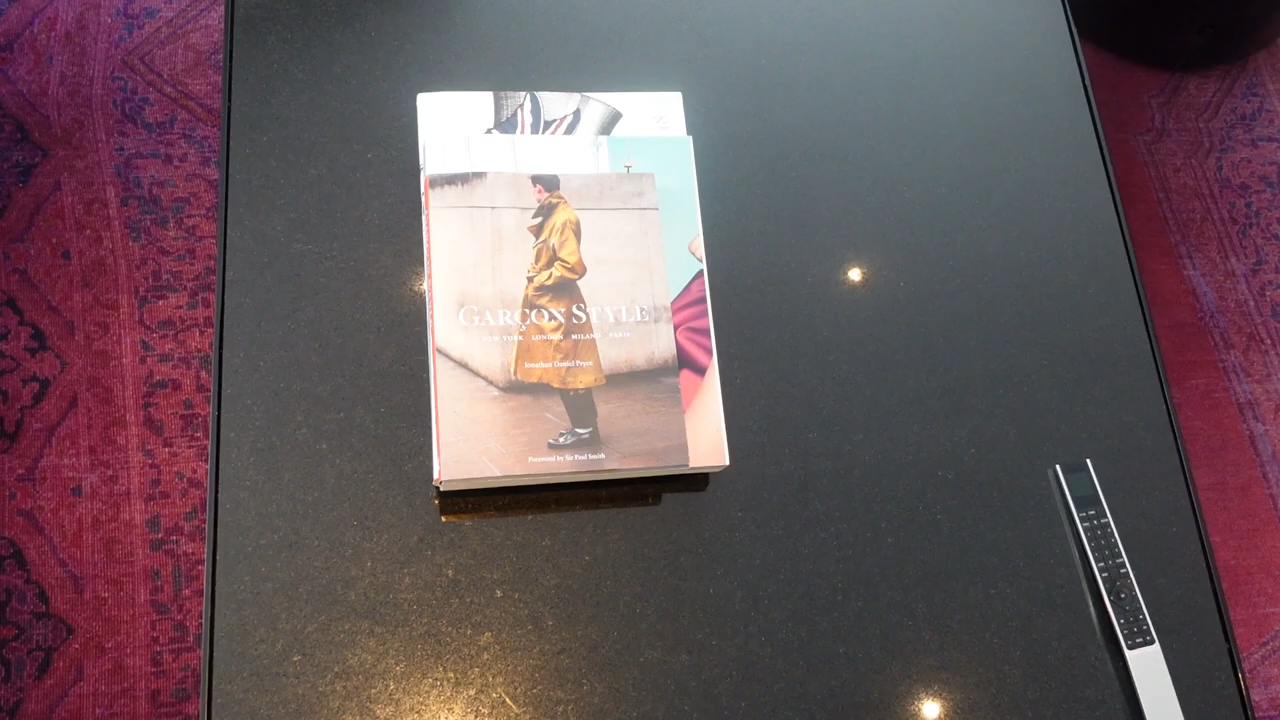 GARÇON STYLE
NEW YORK LONDON MILANO PARIS
Jonathan Daniel Pryce
Foreword by Sir Paul Smith